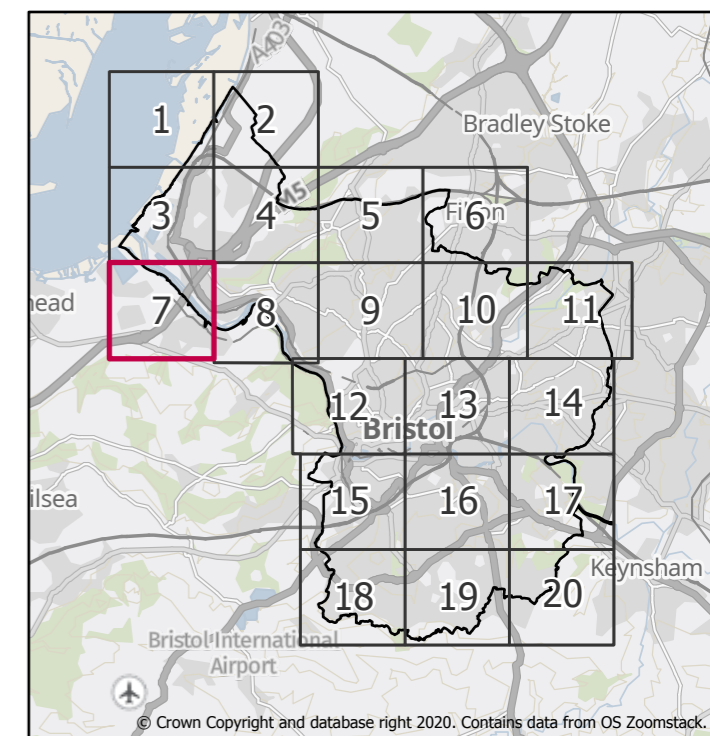 A403
1
2
Bradley Stoke
M5
3
4
5
6
Filton
head
7
8
9
10
11
12
13
14
Bristol
ilsea
15
16
17
Keynsham
18
19
20
Bristol International
Airport
© Crown Copyright and database right 2020. Contains data from OS Zoomstack.